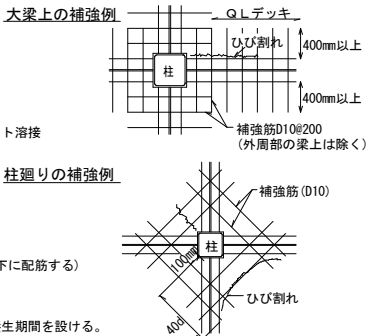 大梁上の補強例
QLデッキ
ひび割れ
400mm以上
柱
400mm以上
補強筋D10@200
(外周部の梁上は除く)
ト溶接
柱廻りの補強例
補強筋(D10)
柱
100mm
下に配筋する)
ひび割れ
40d
生期間を設ける。